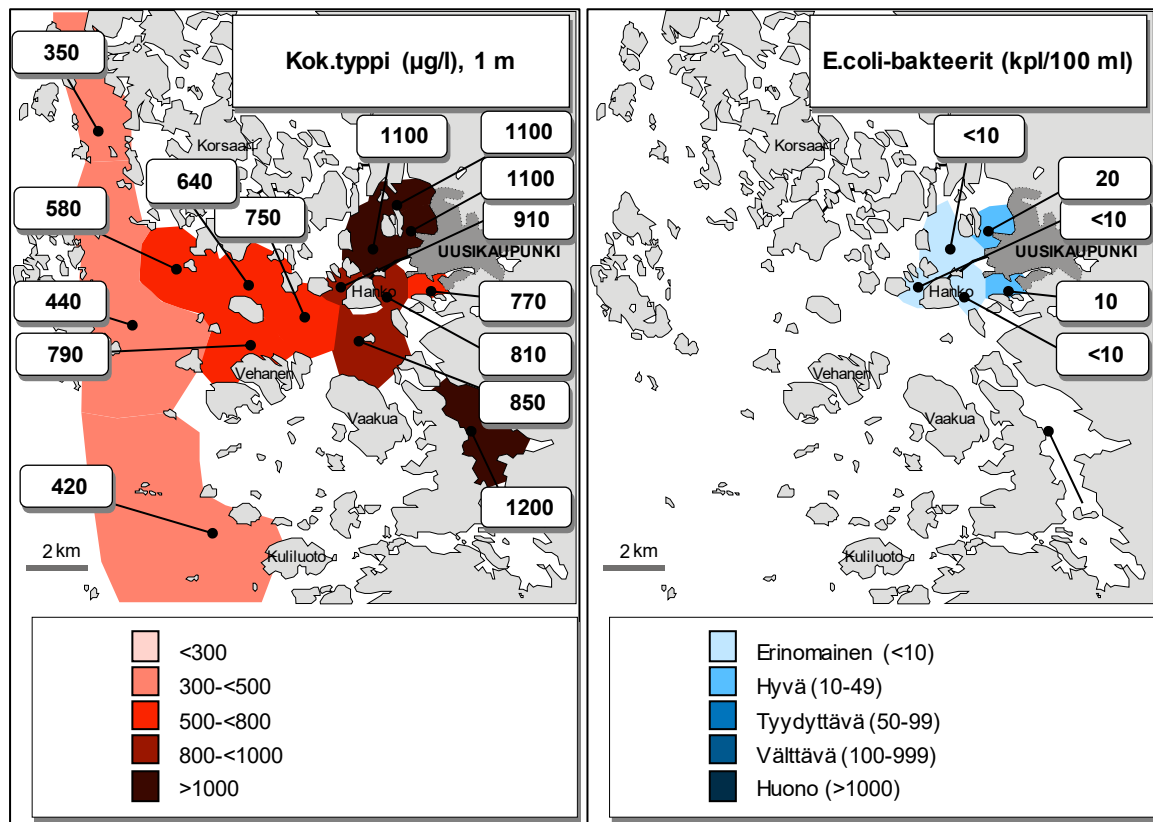 Kok.typpi (µg/l), 1 m
350
Korsaari
1100
1100
640
1100
580
750
910
UUSIKAUPUNKI
Hanko
440
770
790
810
Vehanen
850
Vaakua
420
1200
2 km
Kuliluoto
<300
300-<500
500-<800
800-<1000
>1000
E.coli-bakteerit (kpl/100 ml)
Korsaari
<10
20
<10
UUSIKAUPUNKI
Hanko
10
<10
Vehanen
Vaakua
2 km
Kuliluoto
Erinomainen (<10)
Hyvä (10-49)
Tyydyttävä (50-99)
Välttävä (100-999)
Huono (>1000)